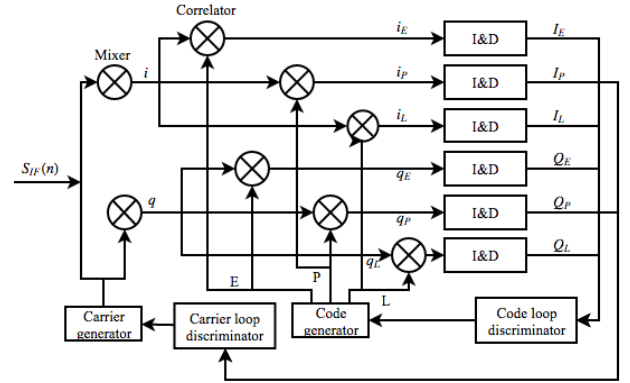 Correlator
Mixer
i
i_E
I&D
I_E
i_P
I&D
I_P
i_L
I&D
I_L
S_IF(n)
q
q_E
I&D
Q_E
q_P
I&D
Q_P
q_L
I&D
Q_L
E
P
L
Carrier
generator
Carrier loop
discriminator
Code
generator
Code loop
discriminator